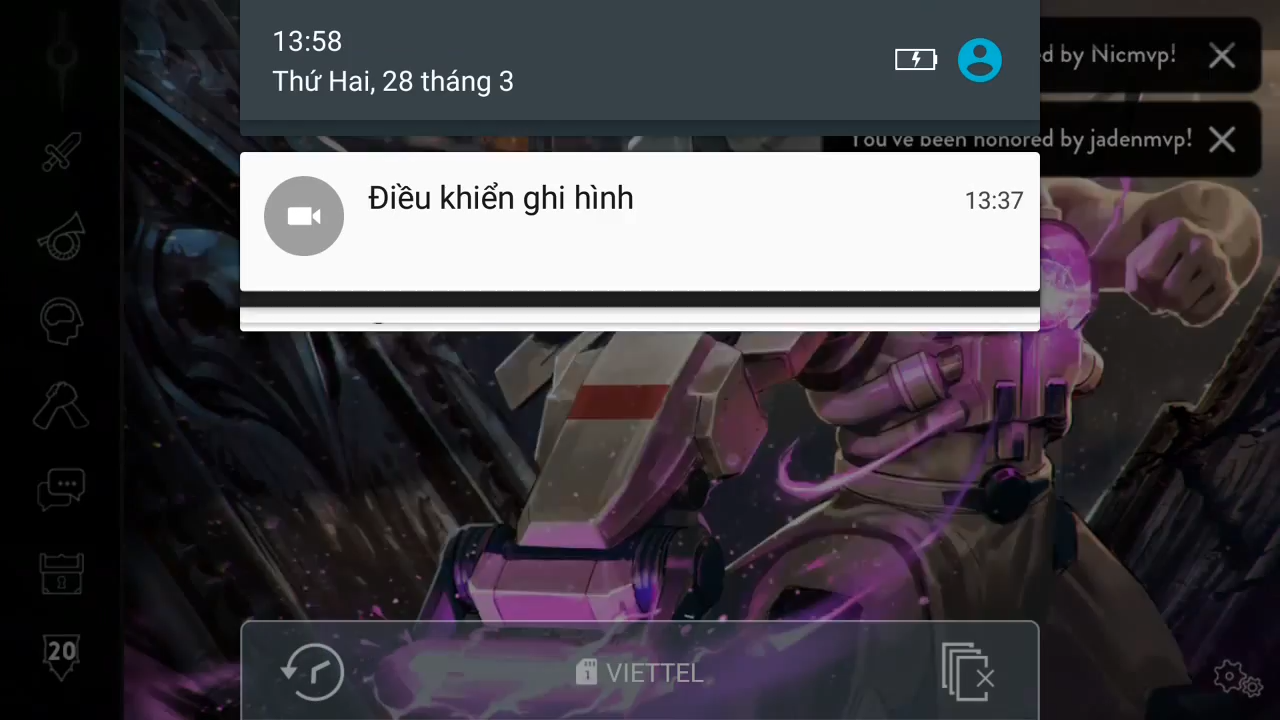 13:58
Thứ Hai, 28 tháng 3
d by Nicmvp!
You've been honored by jadenmvp!
Điều khiển ghi hình
13:37
20
1 VIETTEL